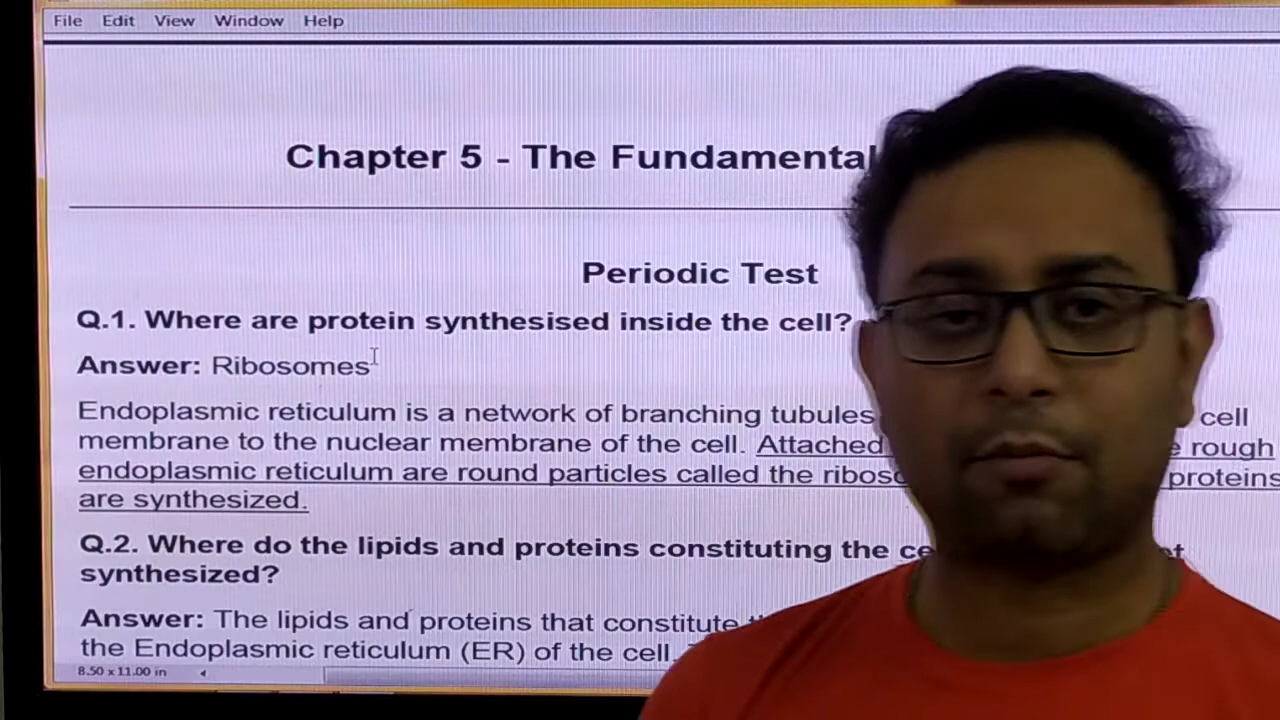 File Edit View Window Help
Chapter 5 - The Fundamental
Periodic Test
Q.1. Where are protein synthesised inside the cell?
Answer: Ribosomes
Endoplasmic reticulum is a network of branching tubules cell
membrane to the nuclear membrane of the cell. Attached rough
endoplasmic reticulum are round particles called the proteins
are synthesized.
Q.2. Where do the lipids and proteins constituting the
synthesized?
Answer: The lipids and proteins that constitute
the Endoplasmic reticulum (ER) of the cell.
8.50 x 11.00 in